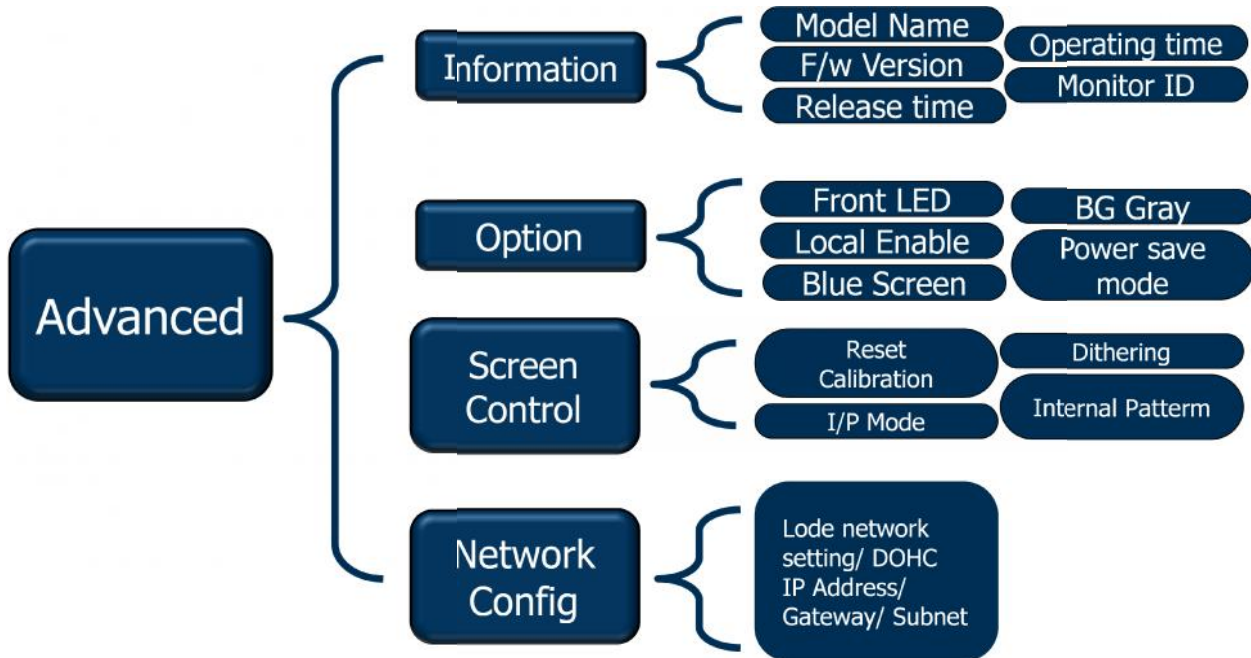 Advanced
Information
Model Name
F/w Version
Release time
Operating time
Monitor ID
Option
Front LED
Local Enable
Blue Screen
BG Gray
Power save
mode
Screen
Control
Reset
Calibration
I/P Mode
Dithering
Internal Patterm
Network
Config
Lode network
setting/ DOHC
IP Address/
Gateway/ Subnet